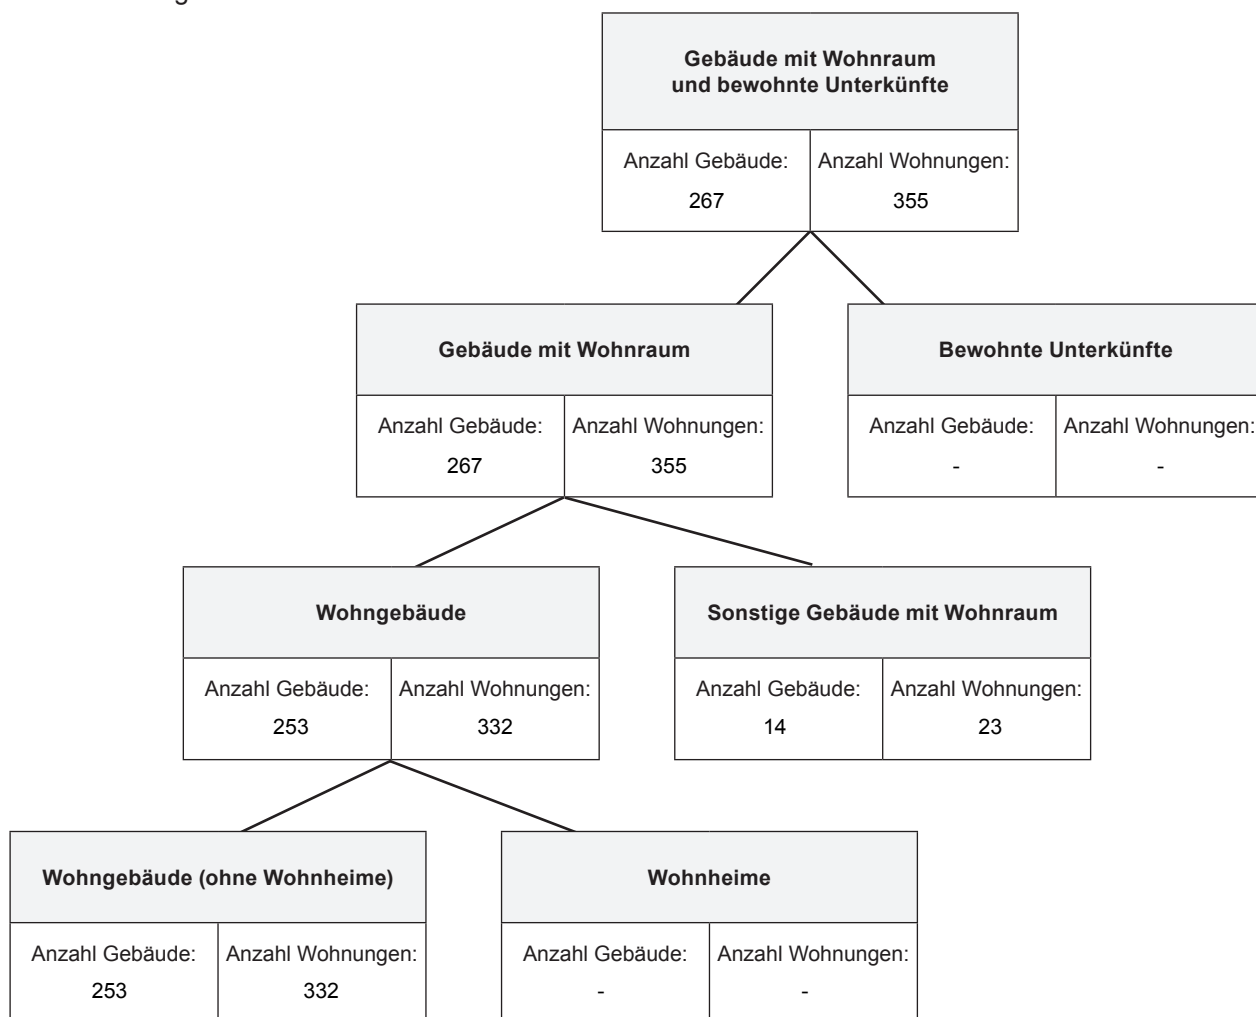 Gebäude mit Wohnraum
und bewohnte Unterkünfte
Anzahl Gebäude:
267
Anzahl Wohnungen:
355
Gebäude mit Wohnraum
Anzahl Gebäude:
267
Anzahl Wohnungen:
355
Bewohnte Unterkünfte
Anzahl Gebäude:
-
Anzahl Wohnungen:
-
Wohngebäude
Anzahl Gebäude:
253
Anzahl Wohnungen:
332
Sonstige Gebäude mit Wohnraum
Anzahl Gebäude:
14
Anzahl Wohnungen:
23
Wohngebäude (ohne Wohnheime)
Anzahl Gebäude:
253
Anzahl Wohnungen:
332
Wohnheime
Anzahl Gebäude:
-
Anzahl Wohnungen:
-